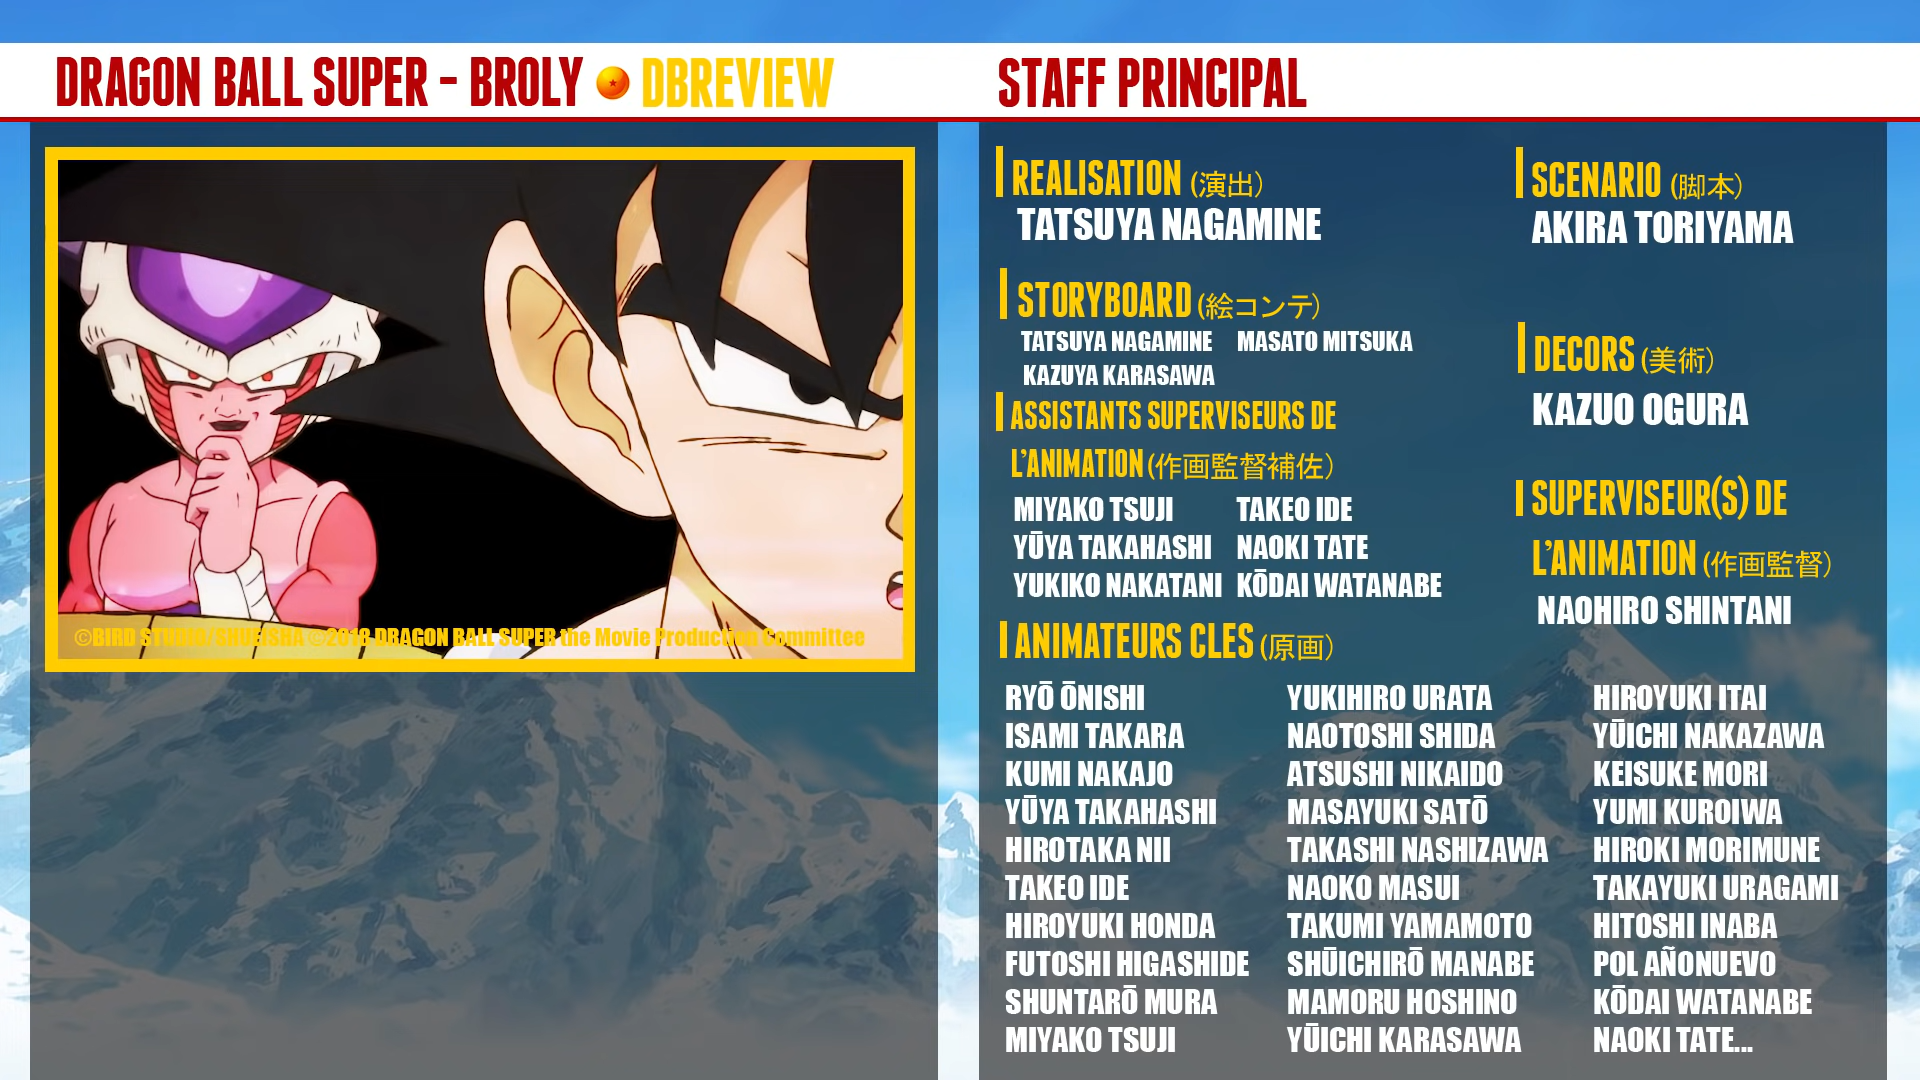 DRAGON BALL SUPER - BROLY DBREVIEW
STAFF PRINCIPAL
©BIRD STUDIO/SHUEISHA ©2018 DRAGON BALL SUPER the Movie Production Committee
REALISATION (演出)
TATSUYA NAGAMINE
STORYBOARD (絵コンテ)
TATSUYA NAGAMINE MASATO MITSUKA
KAZUYA KARASAWA
ASSISTANTS SUPERVISEURS DE
L'ANIMATION (作画監督補佐)
MIYAKO TSUJI TAKEO IDE
YŪYA TAKAHASHI NAOKI TATE
YUKIKO NAKATANI KŌDAI WATANABE
SCENARIO (脚本)
AKIRA TORIYAMA
DECORS (美術)
KAZUO OGURA
SUPERVISEUR(S) DE
L'ANIMATION (作画監督)
NAOHIRO SHINTANI
ANIMATEURS CLES (原画)
RYŌ ŌNISHI YUKIHIRO URATA HIROYUKI ITAI
ISAMI TAKARA NAOTOSHI SHIDA YŪICHI NAKAZAWA
KUMI NAKAJO ATSUSHI NIKAIDO KEISUKE MORI
YŪYA TAKAHASHI MASAYUKI SATŌ YUMI KUROIWA
HIROTAKA NII TAKASHI NASHIZAWA HIROKI MORIMUNE
TAKEO IDE NAOKO MASUI TAKAYUKI URAGAMI
HIROYUKI HONDA TAKUMI YAMAMOTO HITOSHI INABA
FUTOSHI HIGASHIDE SHŪICHIRŌ MANABE POL AÑONUEVO
SHUNTARŌ MURA MAMORU HOSHINO KŌDAI WATANABE
MIYAKO TSUJI YŪICHI KARASAWA NAOKI TATE...